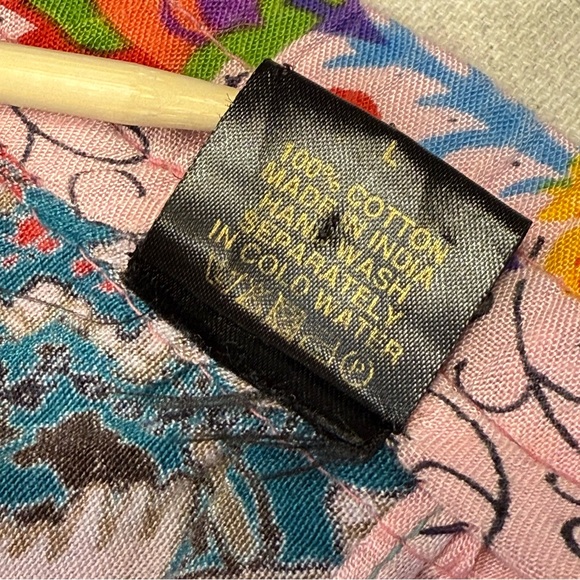 L
100% COTTON
MADE IN INDIA
HAND WASH
SEPARATELY
IN COLD WATER
P